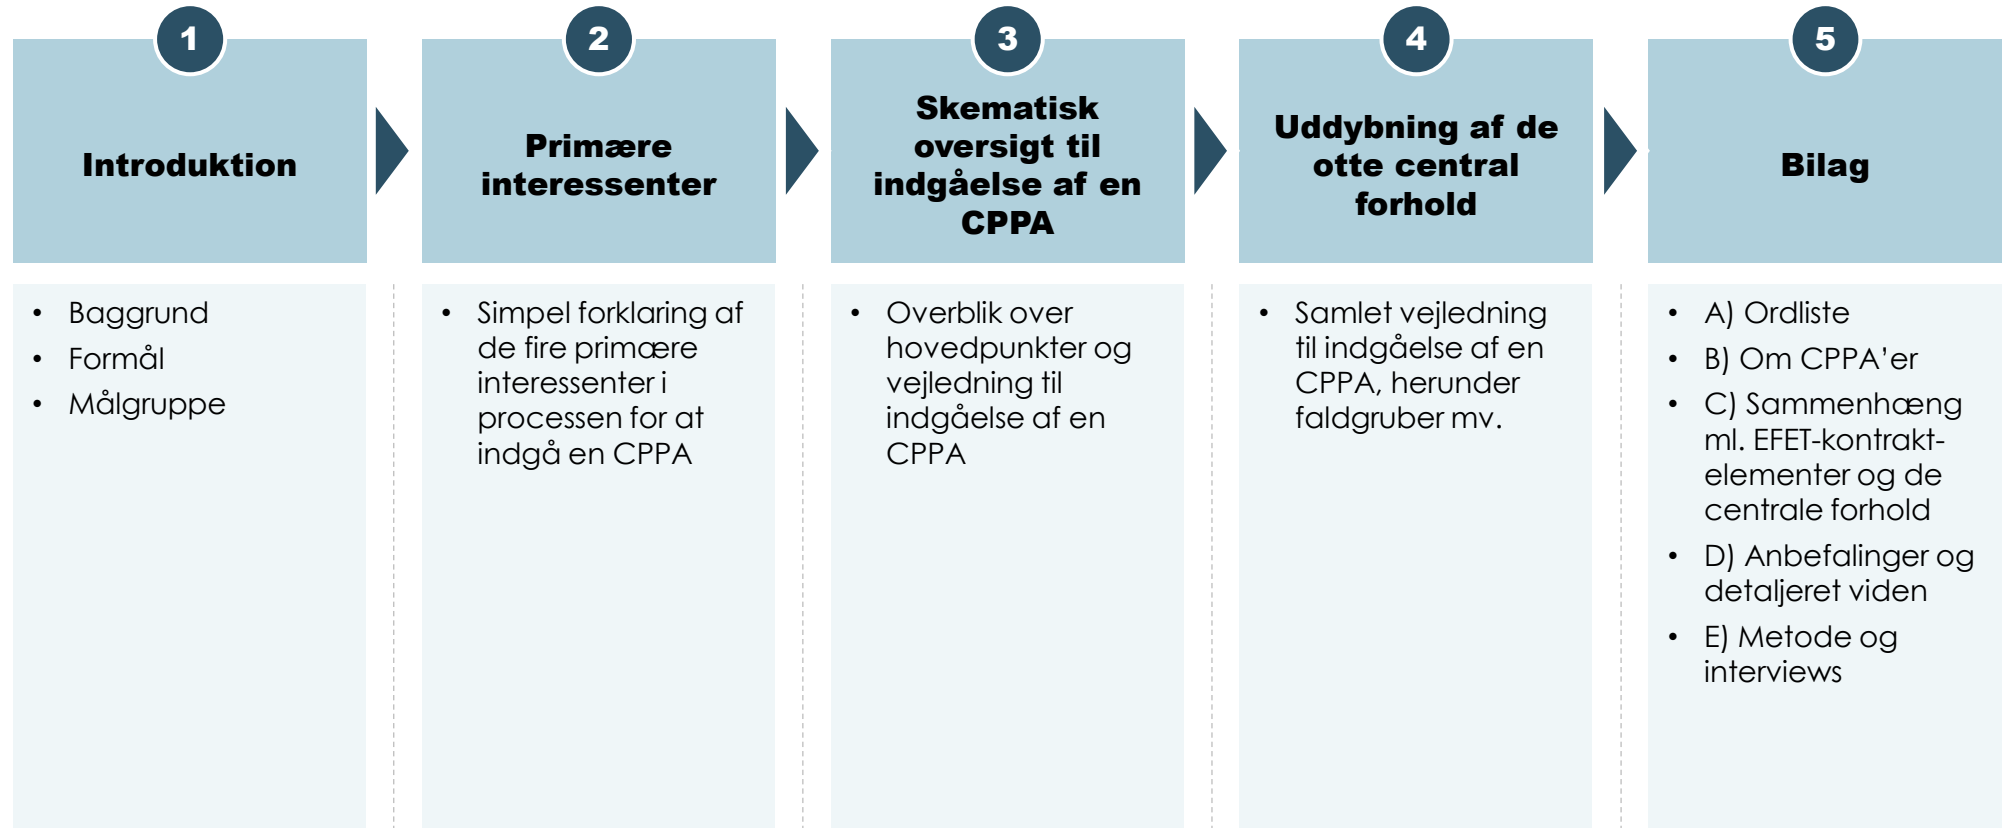 1
Introduktion
• Baggrund
• Formål
• Målgruppe
2
Primære
interessenter
• Simpel forklaring af
de fire primære
interessenter i
processen for at
indgå en CPPA
3
Skematisk
oversigt til
indgåelse af en
CPPA
• Overblik over
hovedpunkter og
vejledning til
indgåelse af en
CPPA
4
Uddybning af de
otte central
forhold
• Samlet vejledning
til indgåelse af en
CPPA, herunder
faldgruber mv.
5
Bilag
• A) Ordliste
• B) Om CPPA’er
• C) Sammenhæng
ml. EFET-kontrakt-
elementer og de
centrale forhold
• D) Anbefalinger og
detaljeret viden
• E) Metode og
interviews